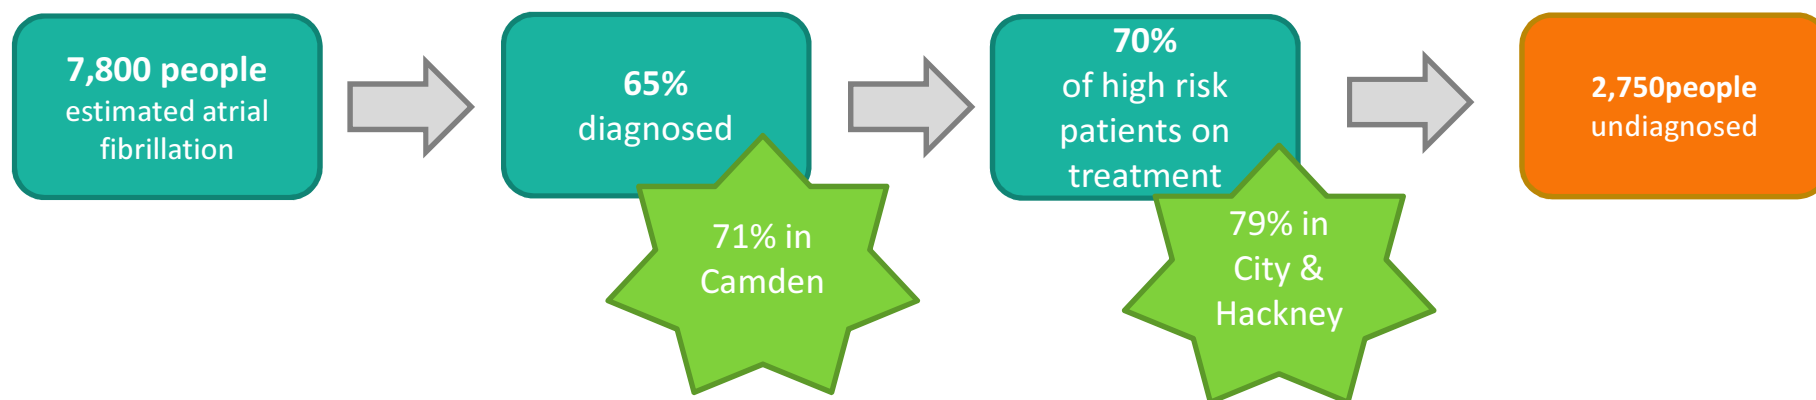 7,800 people
estimated atrial
fibrillation
65%
diagnosed
71% in
Camden
70%
of high risk
patients on
treatment
79% in
City &
Hackney
2,750people
undiagnosed